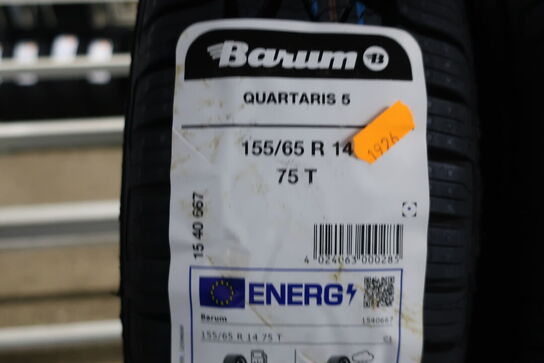 Barum B
QUARTARIS 5
155/65 R 14
1926
75 T
15 40 667
4 024063 000285
ENERG
Barum 1540667
155/65 R 14 75 T C1